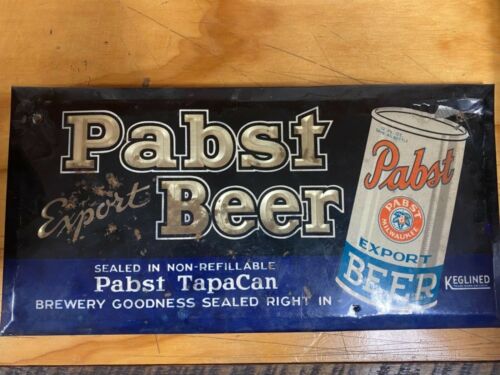 Pabst
Export Beer
SEALED IN NON-REFILLABLE
Pabst TapaCan
BREWERY GOODNESS SEALED RIGHT IN
Pabst
PABST
MILWAUKEE
EXPORT
BEER
KEGLINED